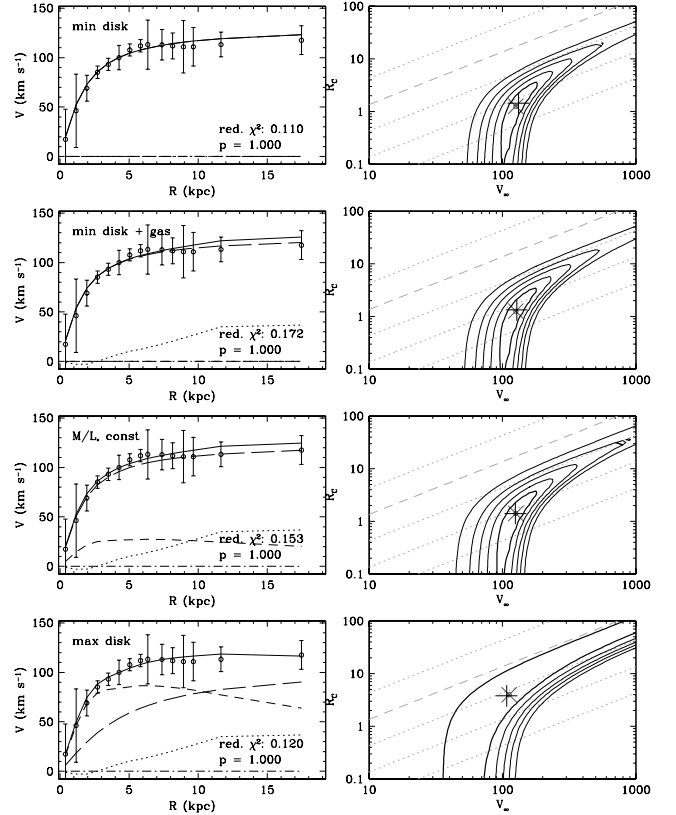 150
100
50
0
V (km s⁻¹)
min disk
red. χ²: 0.110
p = 1.000
0 5 10 15
R (kpc)
100
10
1
0.1
R_C
10 100 1000
V_∞
150
100
50
0
V (km s⁻¹)
min disk + gas
red. χ²: 0.172
p = 1.000
0 5 10 15
R (kpc)
100
10
1
0.1
R_C
10 100 1000
V_∞
150
100
50
0
V (km s⁻¹)
M/L, const
red. χ²: 0.153
p = 1.000
0 5 10 15
R (kpc)
100
10
1
0.1
R_C
10 100 1000
V_∞
150
100
50
0
V (km s⁻¹)
max disk
red. χ²: 0.120
p = 1.000
0 5 10 15
R (kpc)
100
10
1
0.1
R_C
10 100 1000
V_∞